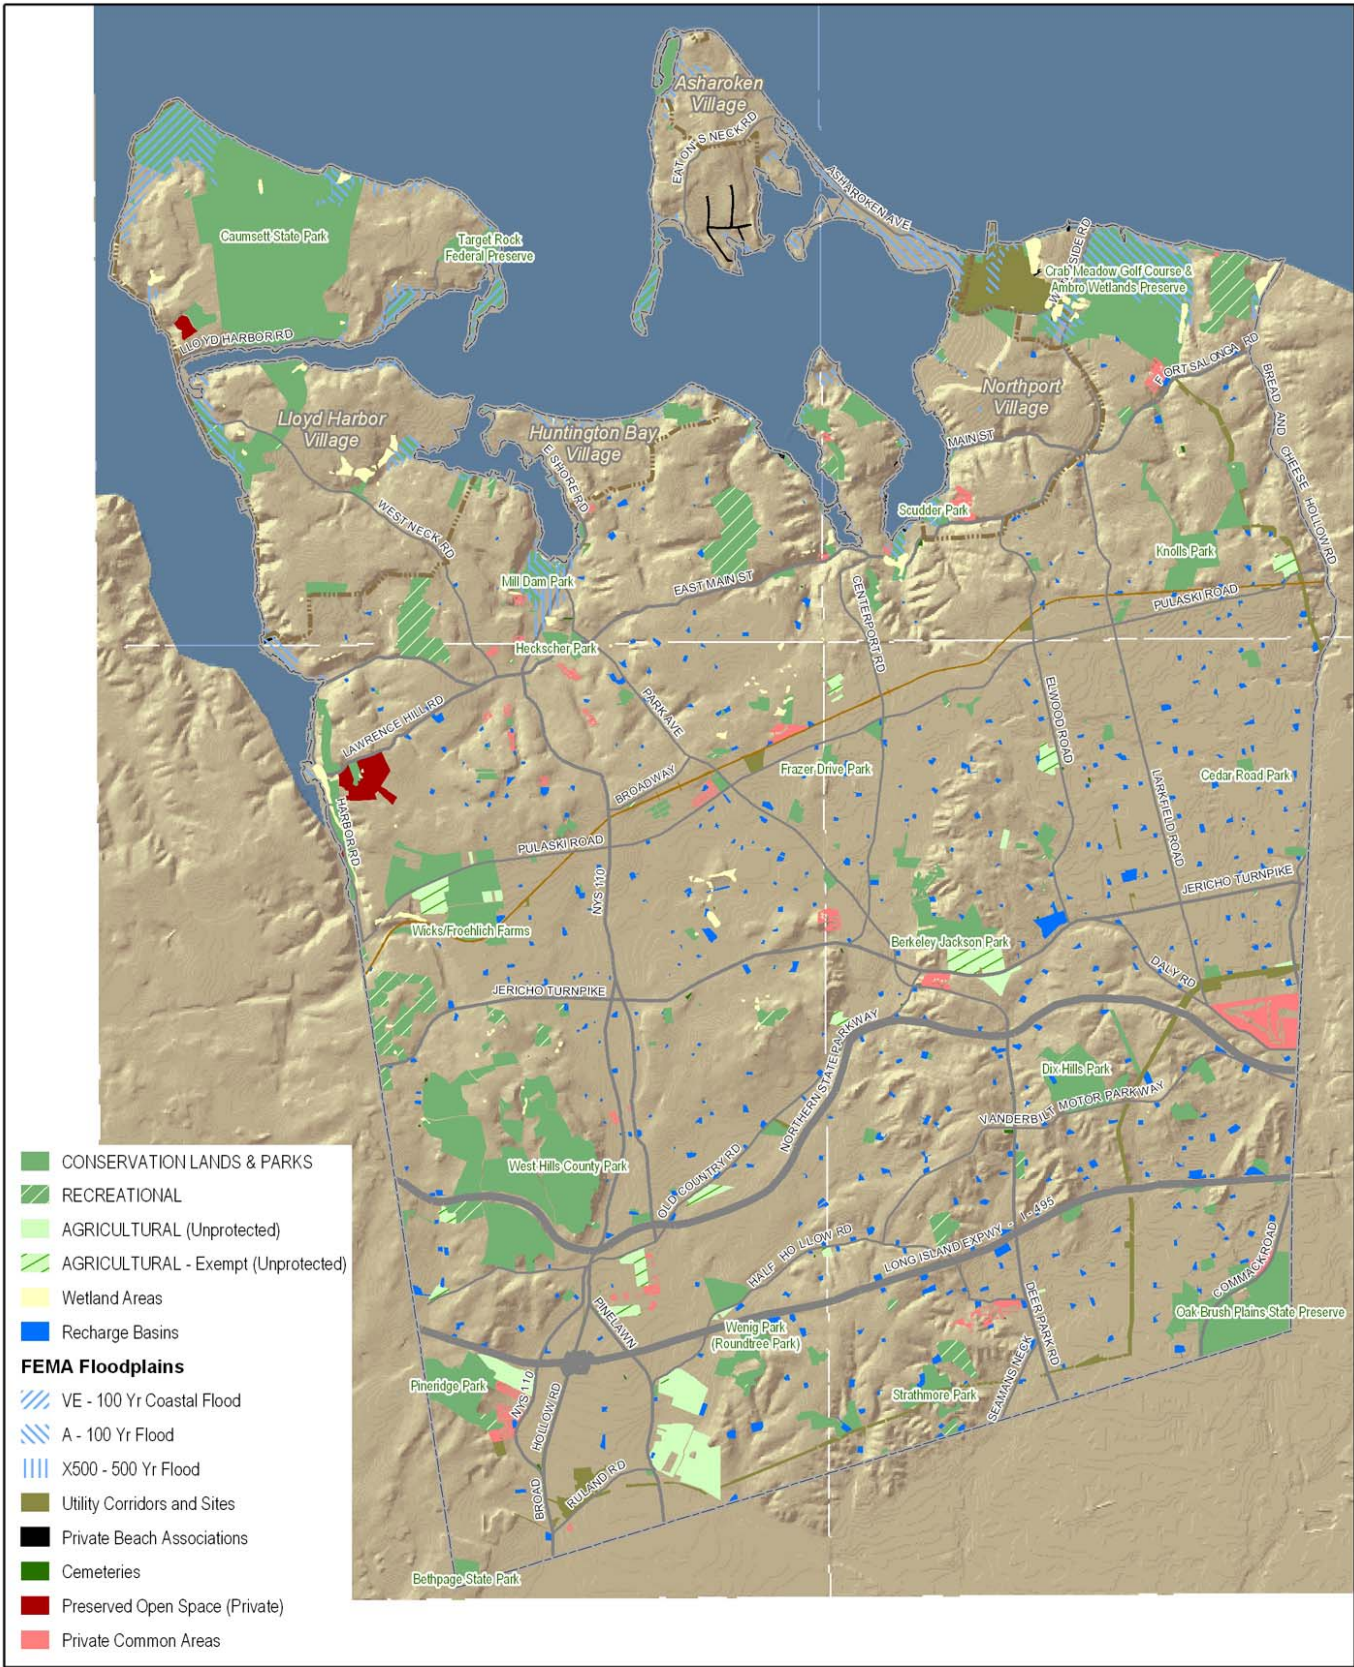 Asharoken
Village
EATON'S NECK RD
ASHAROKEN AVE
Caumsett State Park
Target Rock
Federal Preserve
SIDE RD
Crab Meadow Golf Course &
Ambro Wetlands Preserve
LLOYD HARBOR RD
FORT SALONGA RD
BREAD AND CHEESE HOLLOW RD
Northport
Village
Lloyd Harbor
Village
Huntington Bay
Village
E SHORE RD
MAIN ST
WEST NECK RD
Scudder Park
Knolls Park
Mill Dam Park
EAST MAIN ST
CENTERPORT RD
PULASKI ROAD
Heckscher Park
LAWRENCE HILL RD
PARK AVE
ELWOOD ROAD
Frazer Drive Park
Cedar Road Park
BROADWAY
HARBOR RD
LARKFIELD ROAD
PULASKI ROAD
NYS 110
JERICHO TURNPIKE
Wicks/Froehlich Farms
Berkeley Jackson Park
DALY RD
JERICHO TURNPIKE
NORTHERN STATE PARKWAY
Dix Hills Park
VANDERBILT MOTOR PARKWAY
West Hills County Park
OLD COUNTRY RD
HALF HOLLOW RD
LONG ISLAND EXPWY - I-495
COMMACK ROAD
PINELAWN
DEER PARK RD
Oak Brush Plains State Preserve
Wenig Park
(Roundtree Park)
Pineridge Park
NYS 110
SEAMANS NECK
Strathmore Park
BROAD HOLLOW RD
RULAND RD
Bethpage State Park
CONSERVATION LANDS & PARKS
RECREATIONAL
AGRICULTURAL (Unprotected)
AGRICULTURAL - Exempt (Unprotected)
Wetland Areas
Recharge Basins
FEMA Floodplains
VE - 100 Yr Coastal Flood
A - 100 Yr Flood
X500 - 500 Yr Flood
Utility Corridors and Sites
Private Beach Associations
Cemeteries
Preserved Open Space (Private)
Private Common Areas